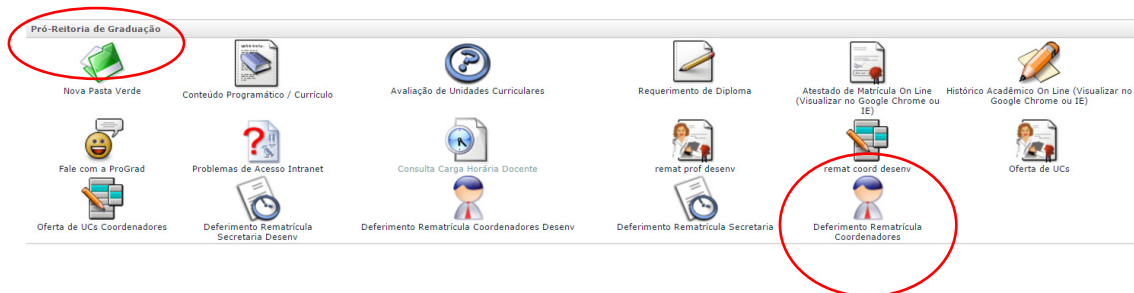 Pró-Reitoria de Graduação
Nova Pasta Verde
Conteúdo Programático / Currículo
Avaliação de Unidades Curriculares
Requerimento de Diploma
Atestado de Matrícula On Line
(Visualizar no Google Chrome ou
IE)
Histórico Acadêmico On Line (Visualizar no
Google Chrome ou IE)
Fale com a ProGrad
Problemas de Acesso Intranet
Consulta Carga Horária Docente
remat prof desenv
remat coord desenv
Oferta de UCs
Oferta de UCs Coordenadores
Deferimento Rematrícula
Secretaria Desenv
Deferimento Rematrícula Coordenadores Desenv
Deferimento Rematrícula Secretaria
Deferimento Rematrícula
Coordenadores